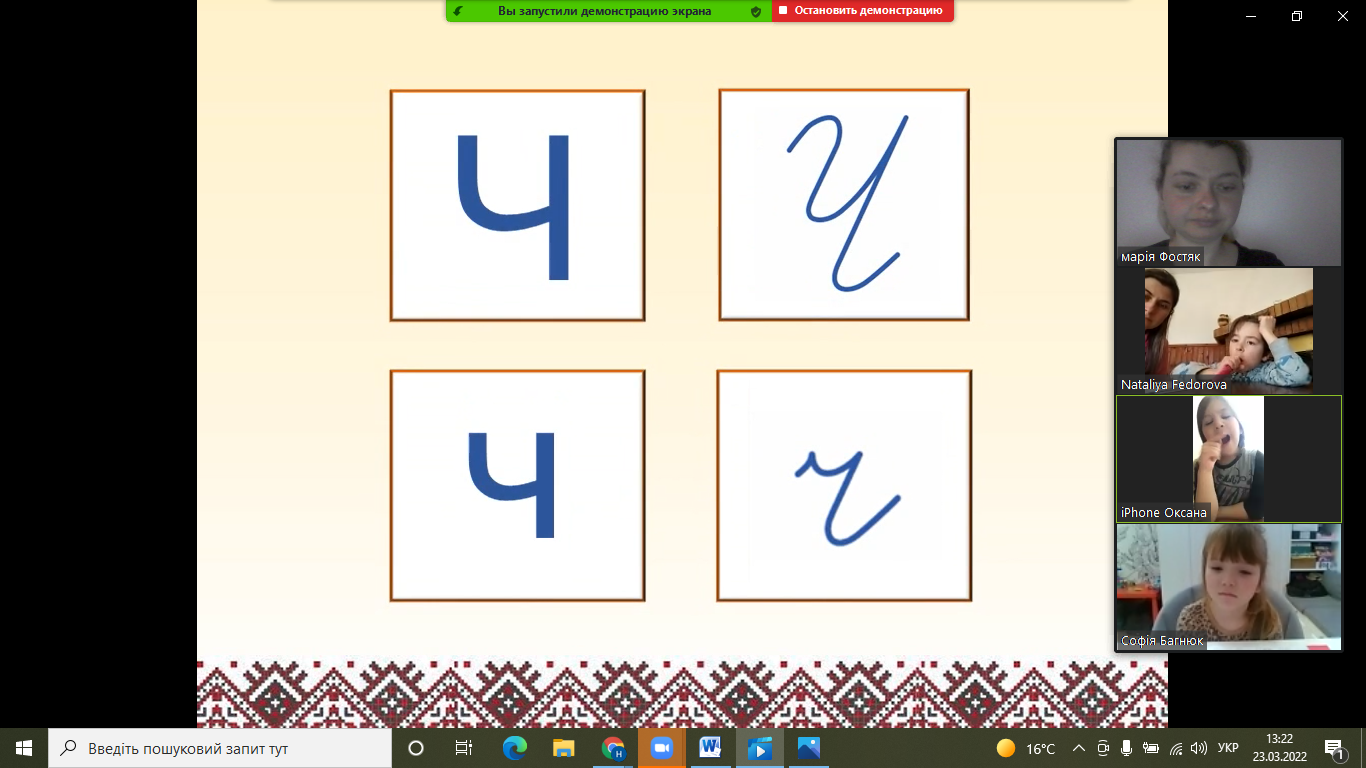 Вы запустили демонстрацию экрана Остановить демонстрацию
Ч Ч
ч ч
марія Фостяк
Nataliya Fedorova
iPhone Оксана
Софія Багнюк
Введіть пошуковий запит тут
16°C
УКР
13:22
23.03.2022
1